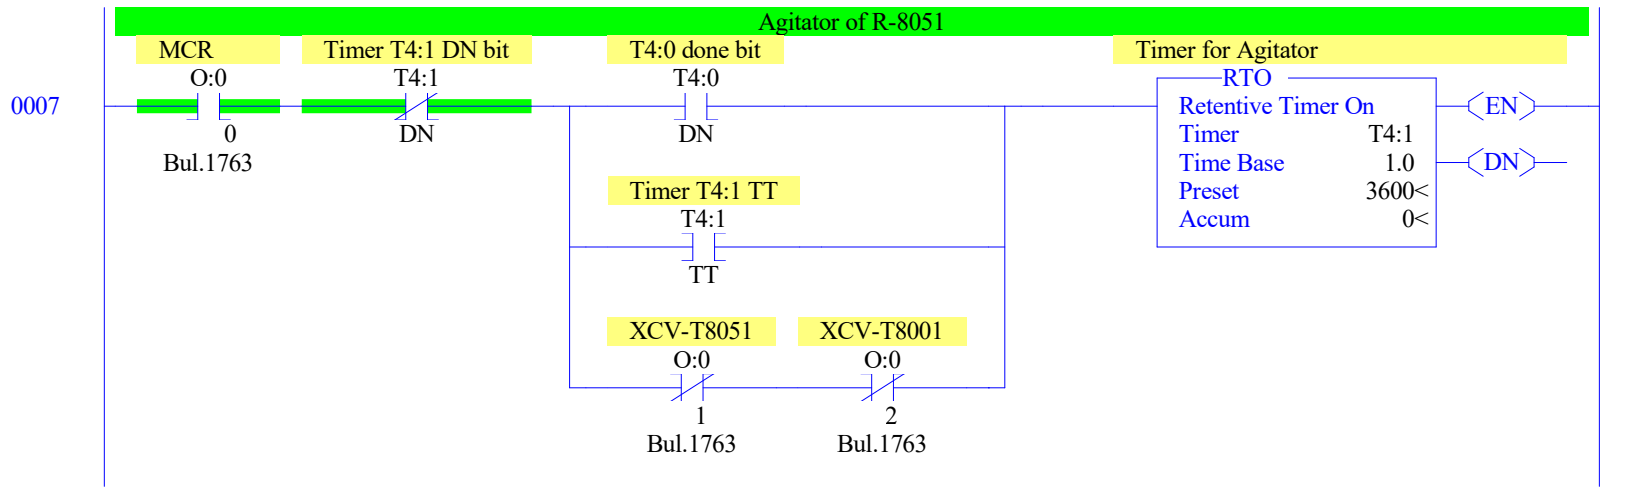 Agitator of R-8051
MCR
Timer T4:1 DN bit
T4:0 done bit
Timer for Agitator
O:0
T4:1
T4:0
RTO
0007
Retentive Timer On
EN
0
DN
DN
Timer T4:1
Bul.1763
Time Base 1.0
DN
Timer T4:1 TT
Preset 3600<
T4:1
Accum 0<
TT
XCV-T8051
XCV-T8001
O:0
O:0
1
2
Bul.1763
Bul.1763